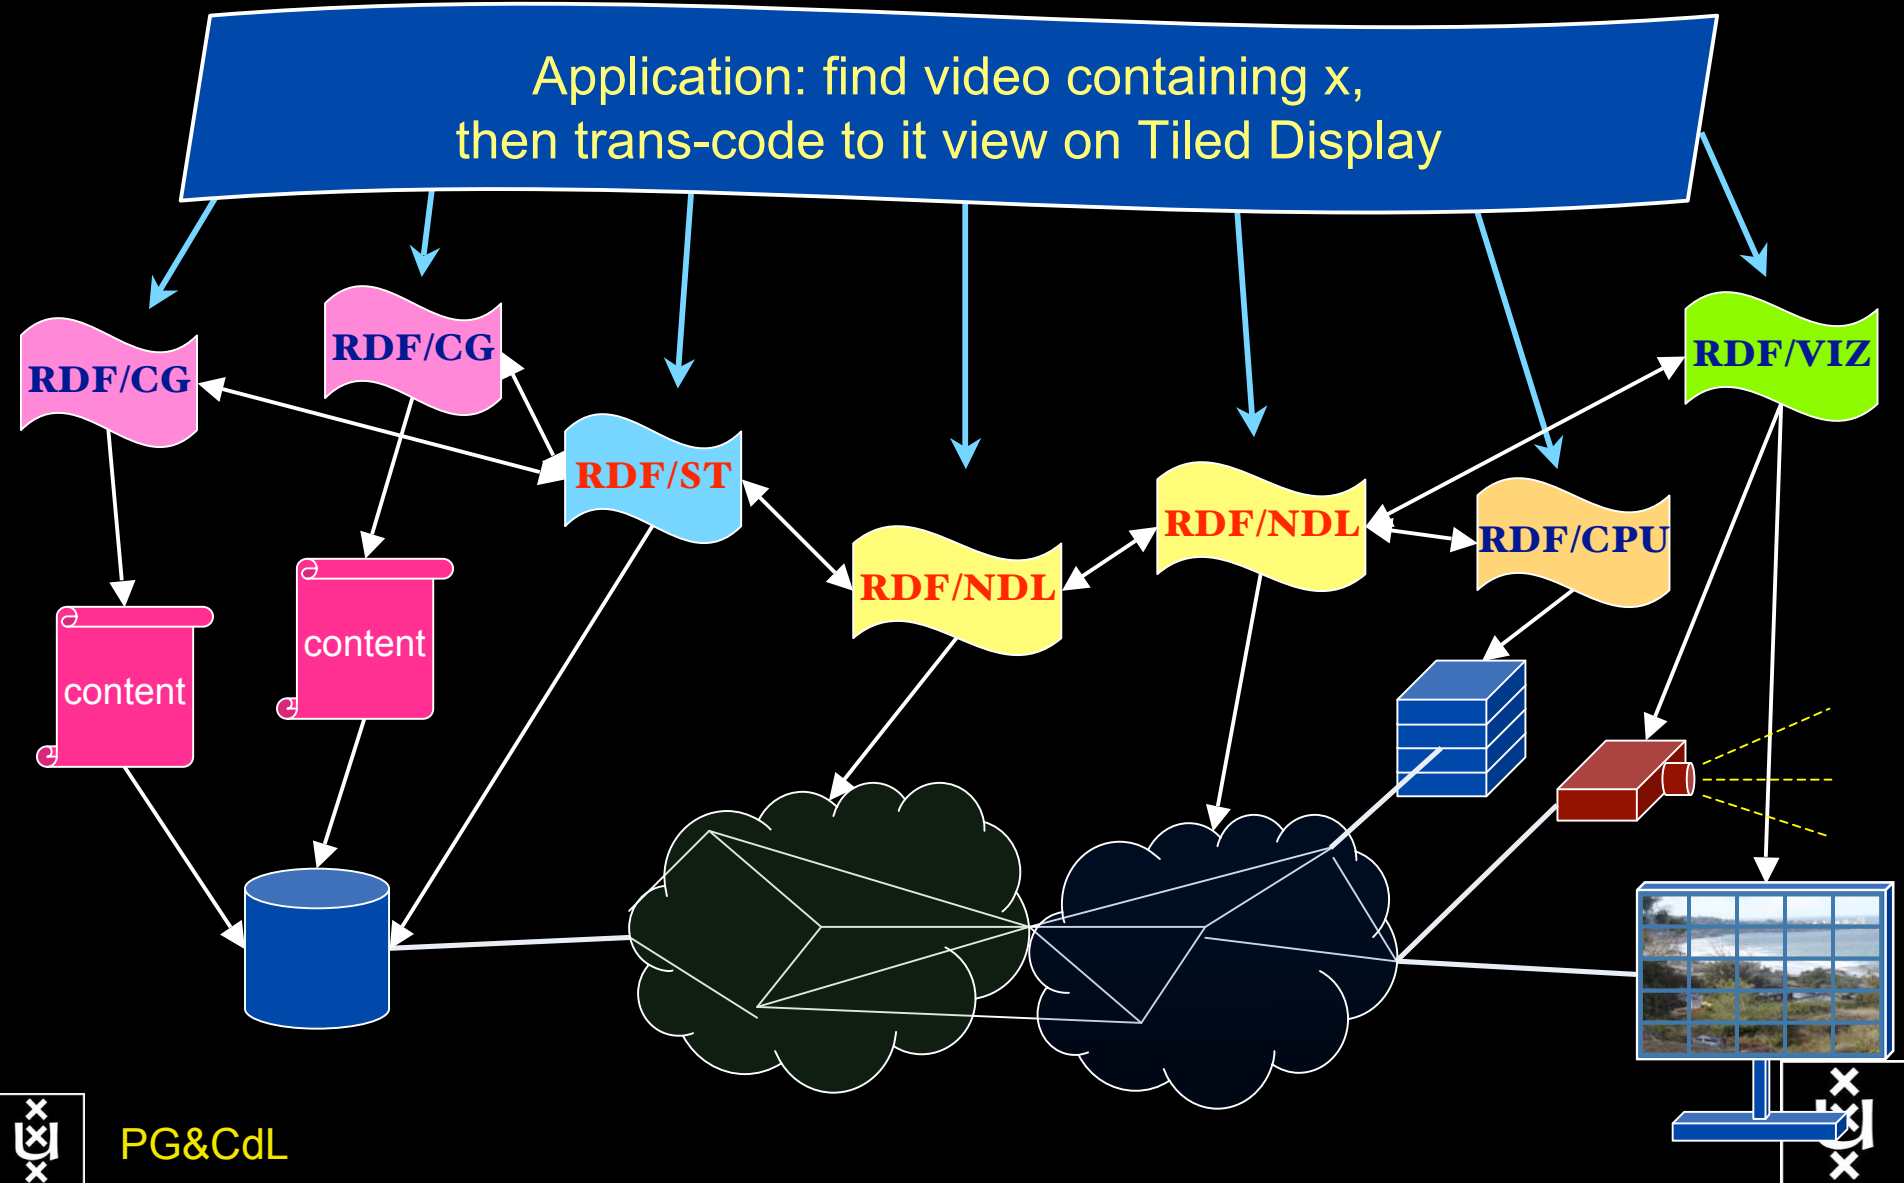 Application: find video containing x,
then trans-code to it view on Tiled Display
RDF/CG
RDF/CG
RDF/VIZ
RDF/ST
RDF/NDL
RDF/CPU
RDF/NDL
content
content
PG&CdL